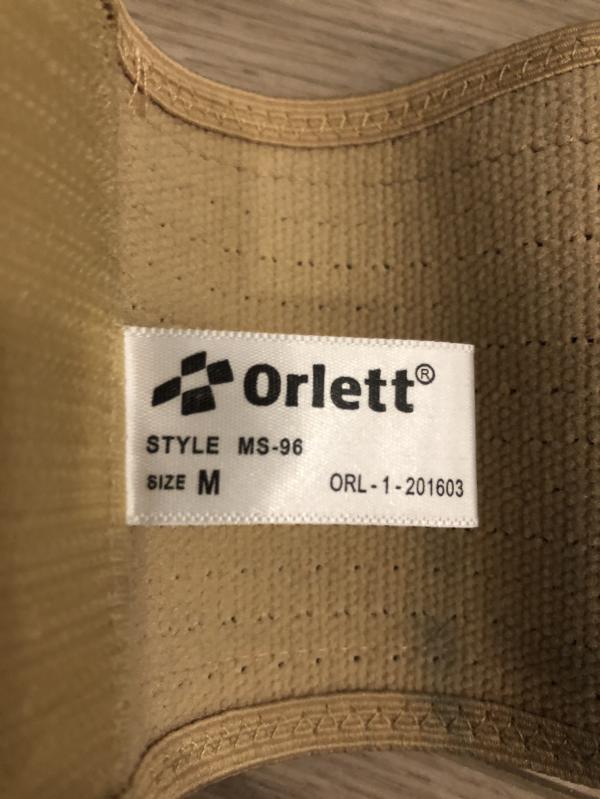 Orlett®
STYLE MS-96
SIZE M ORL - 1 - 201603